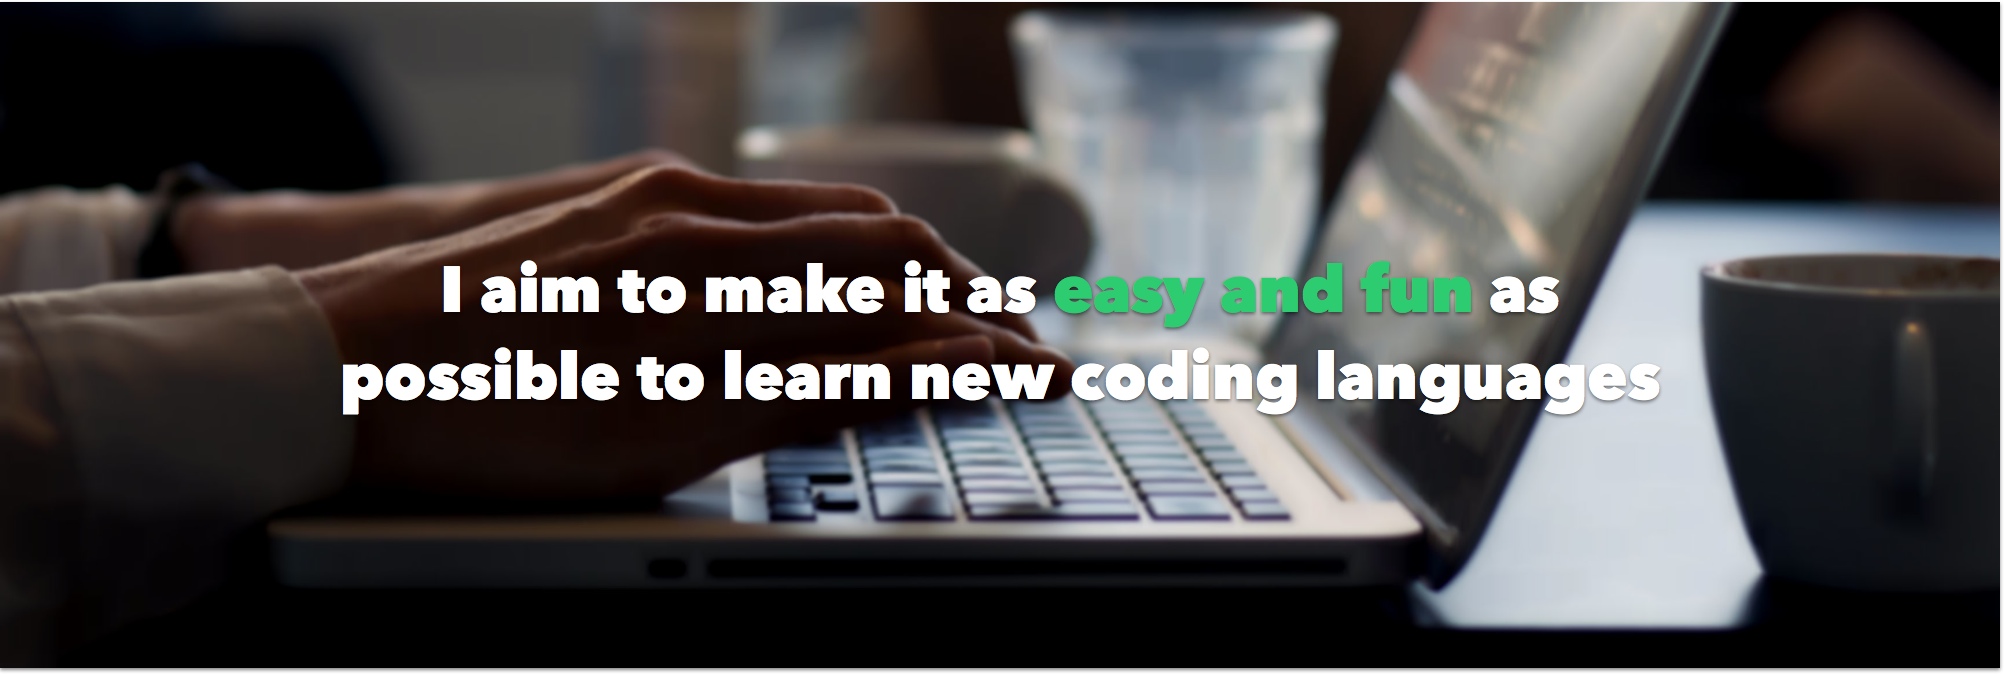 I aim to make it as easy and fun as
possible to learn new coding languages